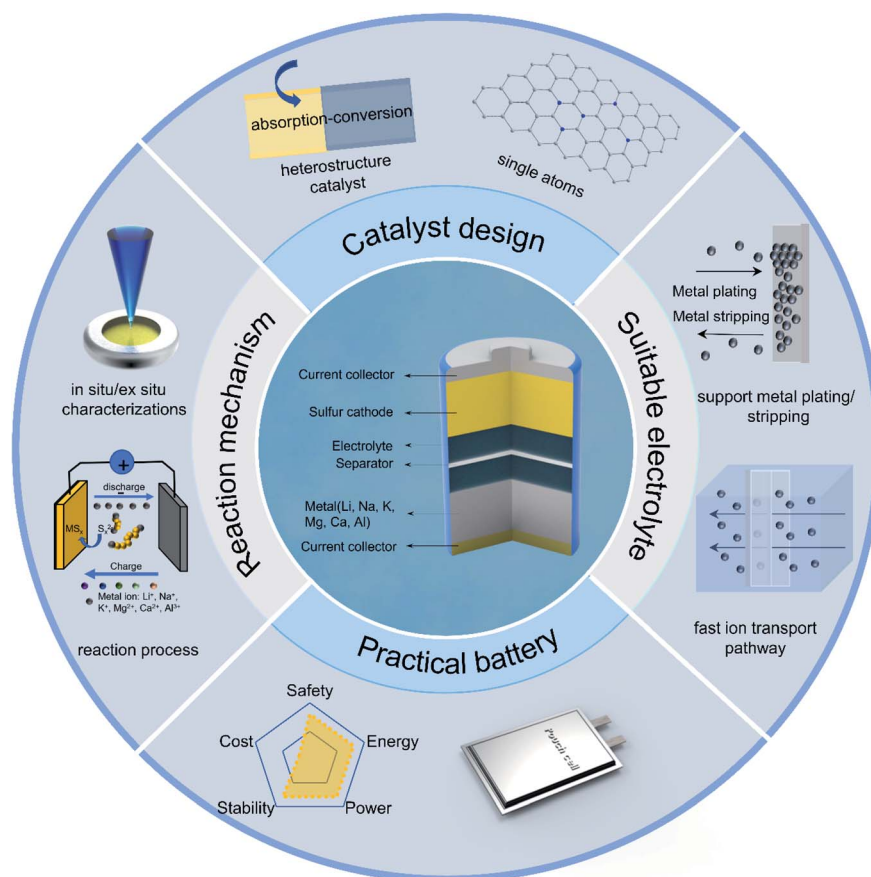 absorption-conversion
heterostructure
catalyst
single atoms
Catalyst design
Reaction mechanism
in situ/ex situ
characterizations
+
discharge
−
MSₓ
Sₓ²⁻
Charge
Metal ion: Li⁺, Na⁺,
K⁺, Mg²⁺, Ca²⁺, Al³⁺
reaction process
Current collector
Sulfur cathode
Electrolyte
Separator
Metal(Li, Na, K,
Mg, Ca, Al)
Current collector
Suitable electrolyte
Metal plating
Metal stripping
support metal plating/
stripping
fast ion transport
pathway
Practical battery
Safety
Cost
Energy
Stability
Power
Pouch cell